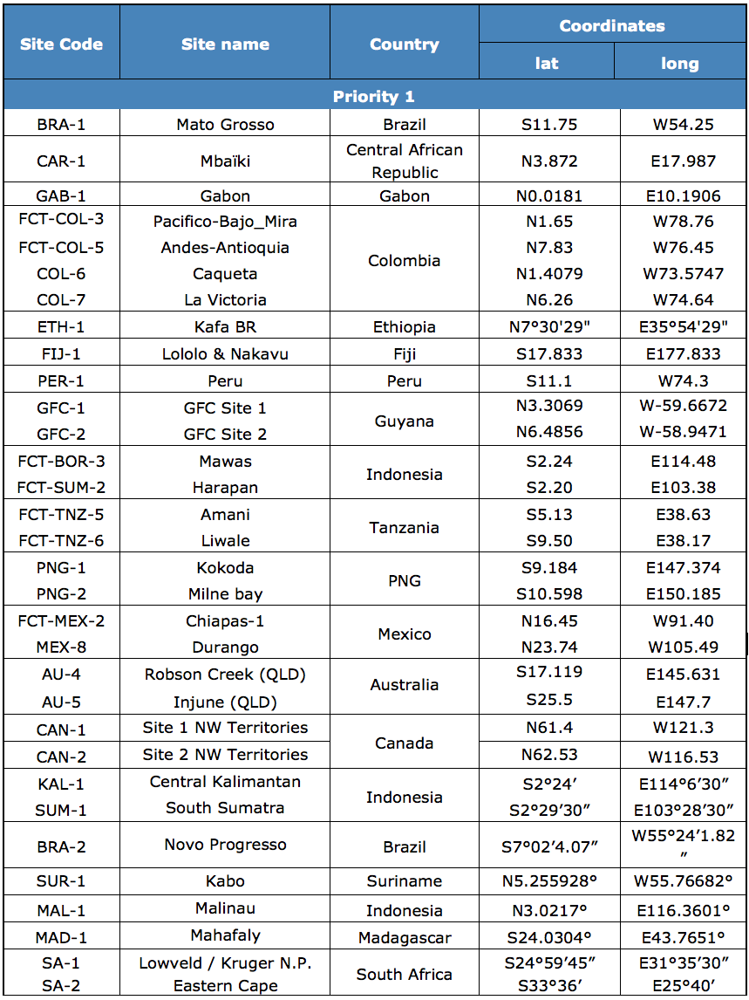 Site Code Site name Country Coordinates
lat long
Priority 1
BRA-1 Mato Grosso Brazil S11.75 W54.25
CAR-1 Mbaïki Central African Republic N3.872 E17.987
GAB-1 Gabon Gabon N0.0181 E10.1906
FCT-COL-3 Pacifico-Bajo_Mira N1.65 W78.76
FCT-COL-5 Andes-Antioquia N7.83 W76.45
Colombia
COL-6 Caqueta N1.4079 W73.5747
COL-7 La Victoria N6.26 W74.64
ETH-1 Kafa BR Ethiopia N7°30'29" E35°54'29"
FIJ-1 Lololo & Nakavu Fiji S17.833 E177.833
PER-1 Peru Peru S11.1 W74.3
GFC-1 GFC Site 1 N3.3069 W-59.6672
Guyana
GFC-2 GFC Site 2 N6.4856 W-58.9471
FCT-BOR-3 Mawas S2.24 E114.48
Indonesia
FCT-SUM-2 Harapan S2.20 E103.38
FCT-TNZ-5 Amani S5.13 E38.63
Tanzania
FCT-TNZ-6 Liwale S9.50 E38.17
PNG-1 Kokoda S9.184 E147.374
PNG
PNG-2 Milne bay S10.598 E150.185
FCT-MEX-2 Chiapas-1 N16.45 W91.40
Mexico
MEX-8 Durango N23.74 W105.49
AU-4 Robson Creek (QLD) S17.119 E145.631
Australia
AU-5 Injune (QLD) S25.5 E147.7
CAN-1 Site 1 NW Territories N61.4 W121.3
Canada
CAN-2 Site 2 NW Territories N62.53 W116.53
KAL-1 Central Kalimantan S2°24’ E114°6’30”
Indonesia
SUM-1 South Sumatra S2°29’30” E103°28’30”
BRA-2 Novo Progresso Brazil S7°02’4.07” W55°24’1.82
”
SUR-1 Kabo Suriname N5.255928° W55.76682°
MAL-1 Malinau Indonesia N3.0217° E116.3601°
MAD-1 Mahafaly Madagascar S24.0304° E43.7651°
SA-1 Lowveld / Kruger N.P. S24°59’45” E31°35’30”
South Africa
SA-2 Eastern Cape S33°36’ E25°40’